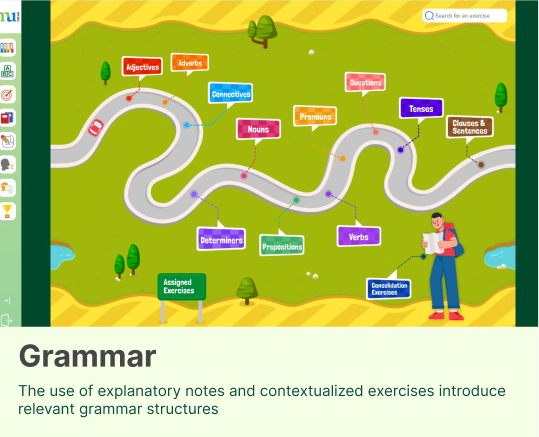 Search for an exercise
Adjectives
Adverbs
Connectives
Questions
Tenses
Pronouns
Clauses &
Sentences
Nouns
Determiners
Prepositions
Verbs
Assigned
Exercises
Consolidation
Exercises
Grammar
The use of explanatory notes and contextualized exercises introduce
relevant grammar structures